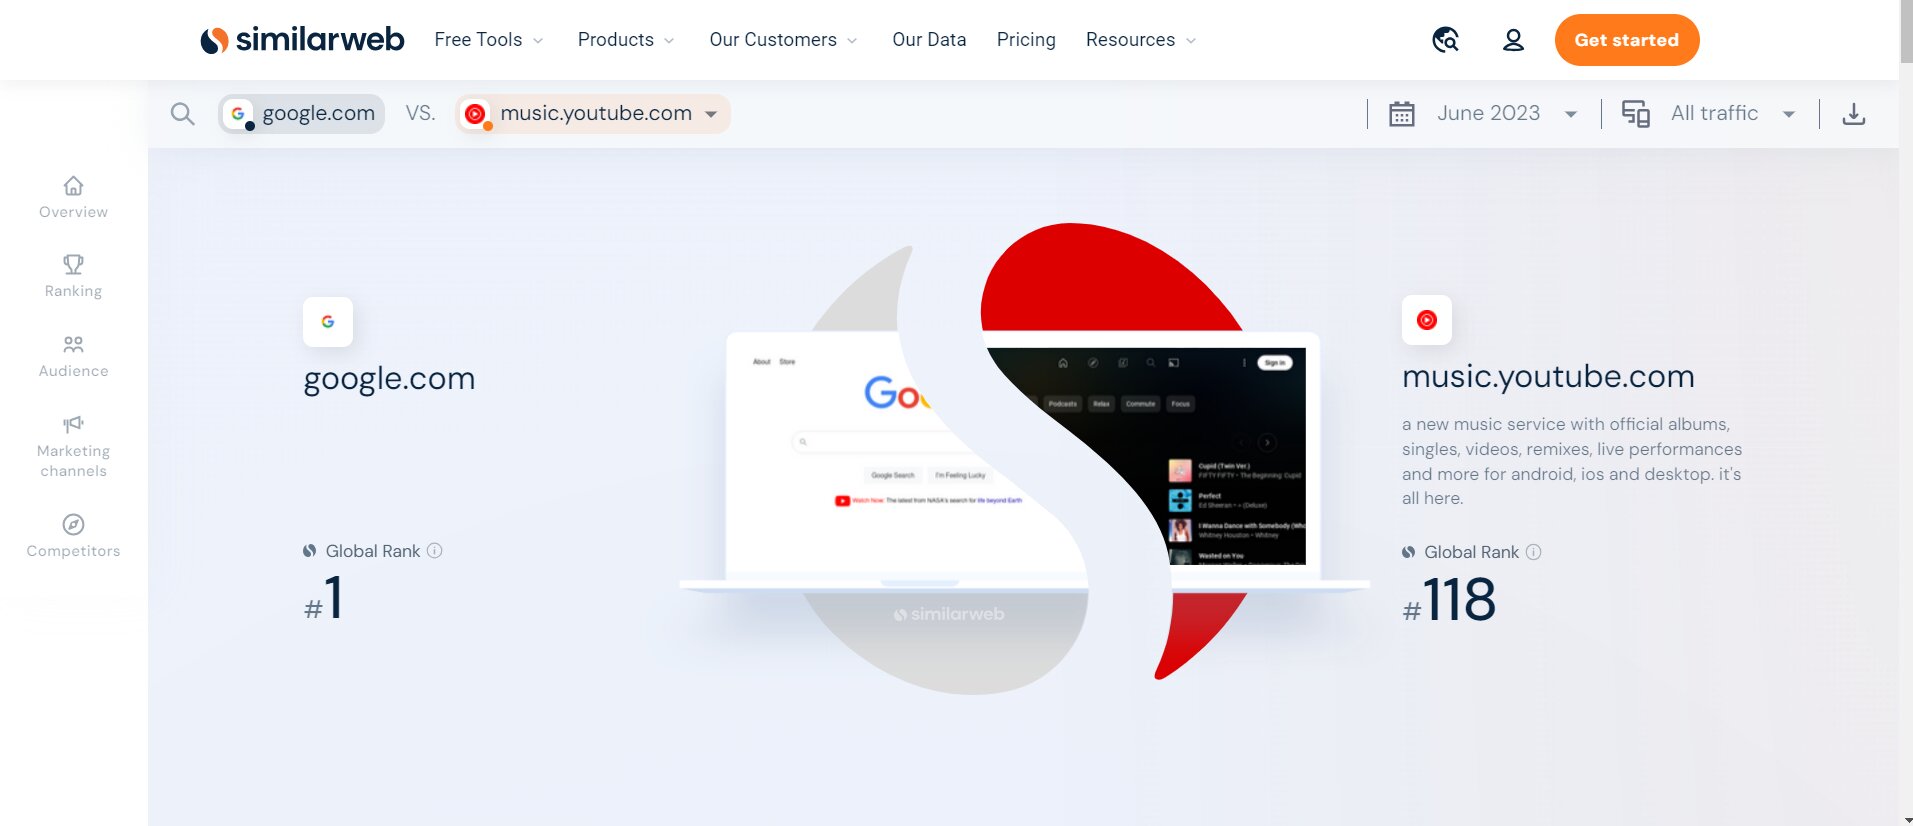 similarweb
Free Tools
Products
Our Customers
Our Data
Pricing
Resources
Get started
google.com
VS.
music.youtube.com
June 2023
All traffic
Overview
Ranking
Audience
Marketing
channels
Competitors
google.com
Global Rank
#1
About Store
Goo
Google Search
I'm Feeling Lucky
Watch Now: The latest from NASA's search for life beyond Earth
Sign in
Podcasts
Relax
Commute
Focus
Cupid (Twin Ver.)
FIFTY FIFTY • The Beginning: Cupid
Perfect
Ed Sheeran • ÷ (Deluxe)
I Wanna Dance with Somebody (Who
Whitney Houston • Whitney
Wasted on You
similarweb
music.youtube.com
a new music service with official albums,
singles, videos, remixes, live performances
and more for android, ios and desktop. it's
all here.
Global Rank
#118